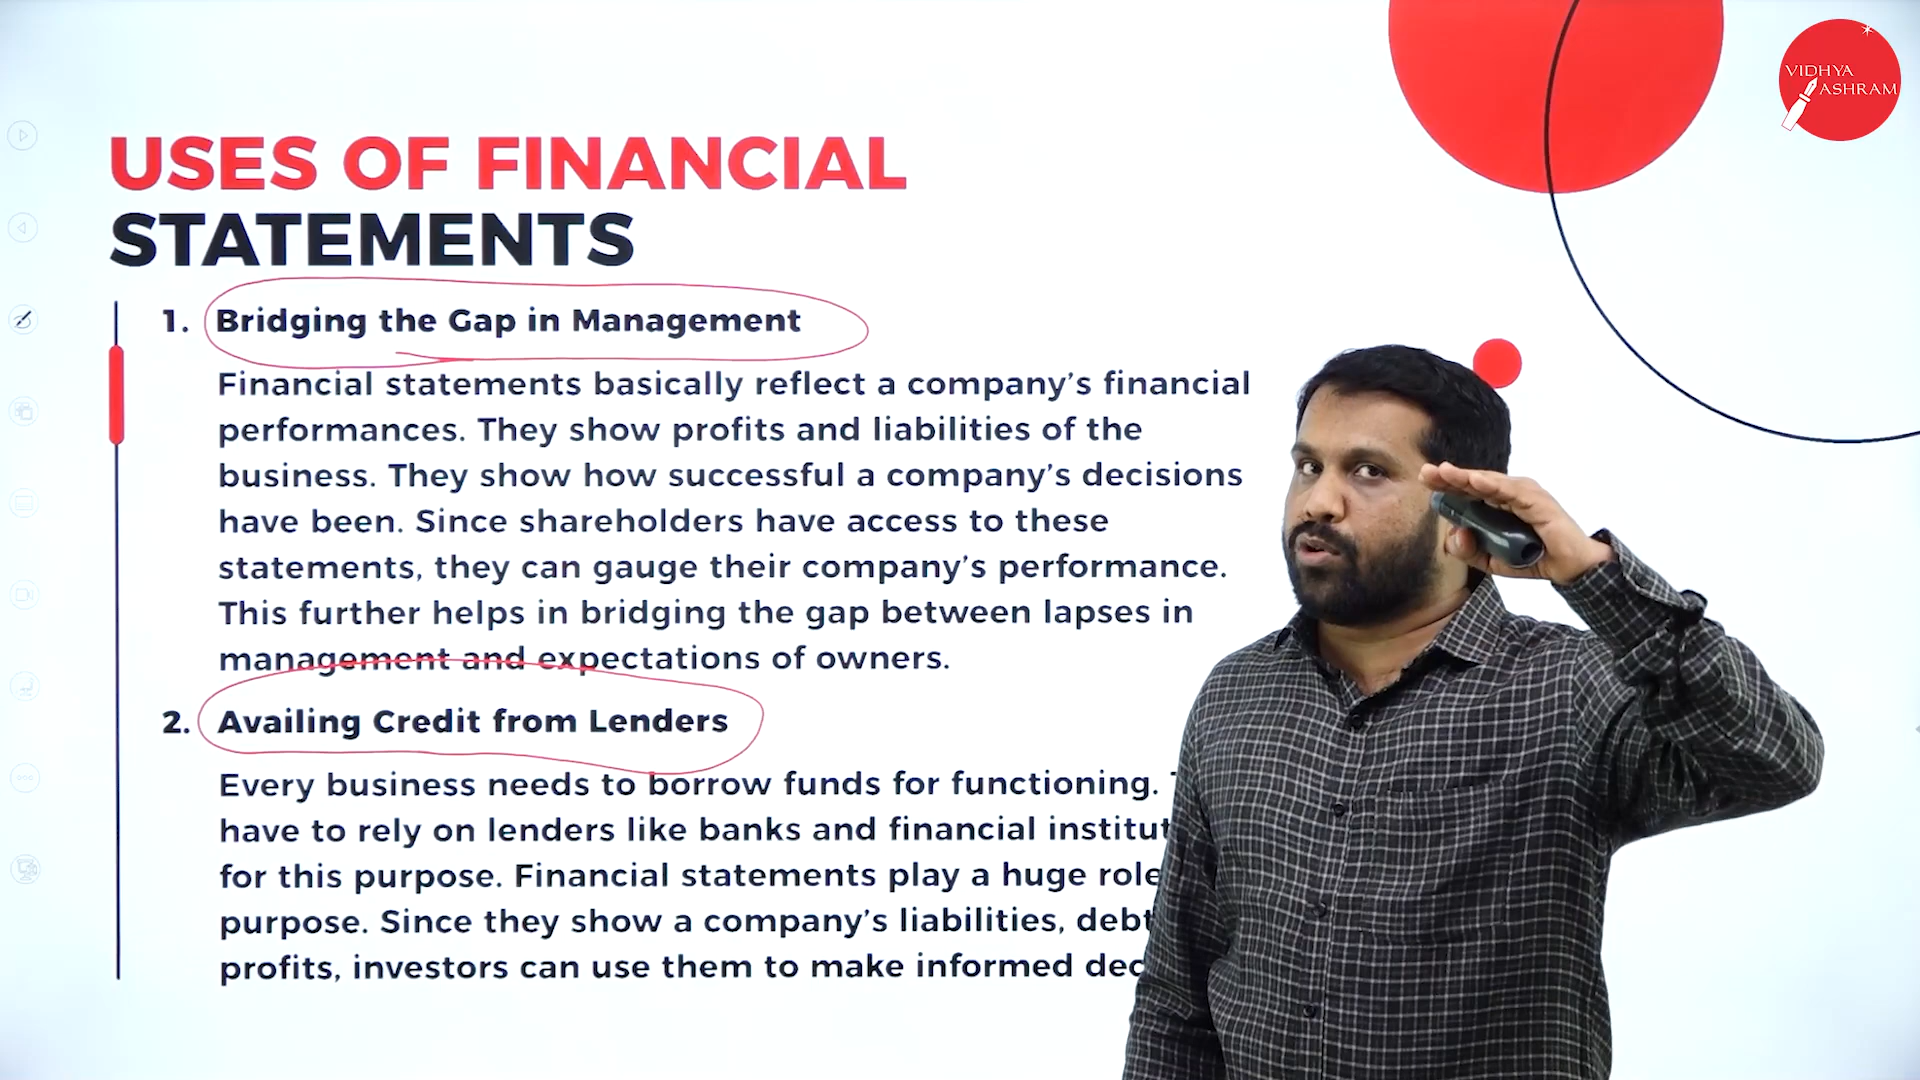 VIDHYA
ASHRAM
USES OF FINANCIAL
STATEMENTS
1. Bridging the Gap in Management
Financial statements basically reflect a company's financial
performances. They show profits and liabilities of the
business. They show how successful a company's decisions
have been. Since shareholders have access to these
statements, they can gauge their company's performance.
This further helps in bridging the gap between lapses in
management and expectations of owners.
2. Availing Credit from Lenders
Every business needs to borrow funds for functioning.
have to rely on lenders like banks and financial
for this purpose. Financial statements play a huge role
purpose. Since they show a company's liabilities,
profits, investors can use them to make informed